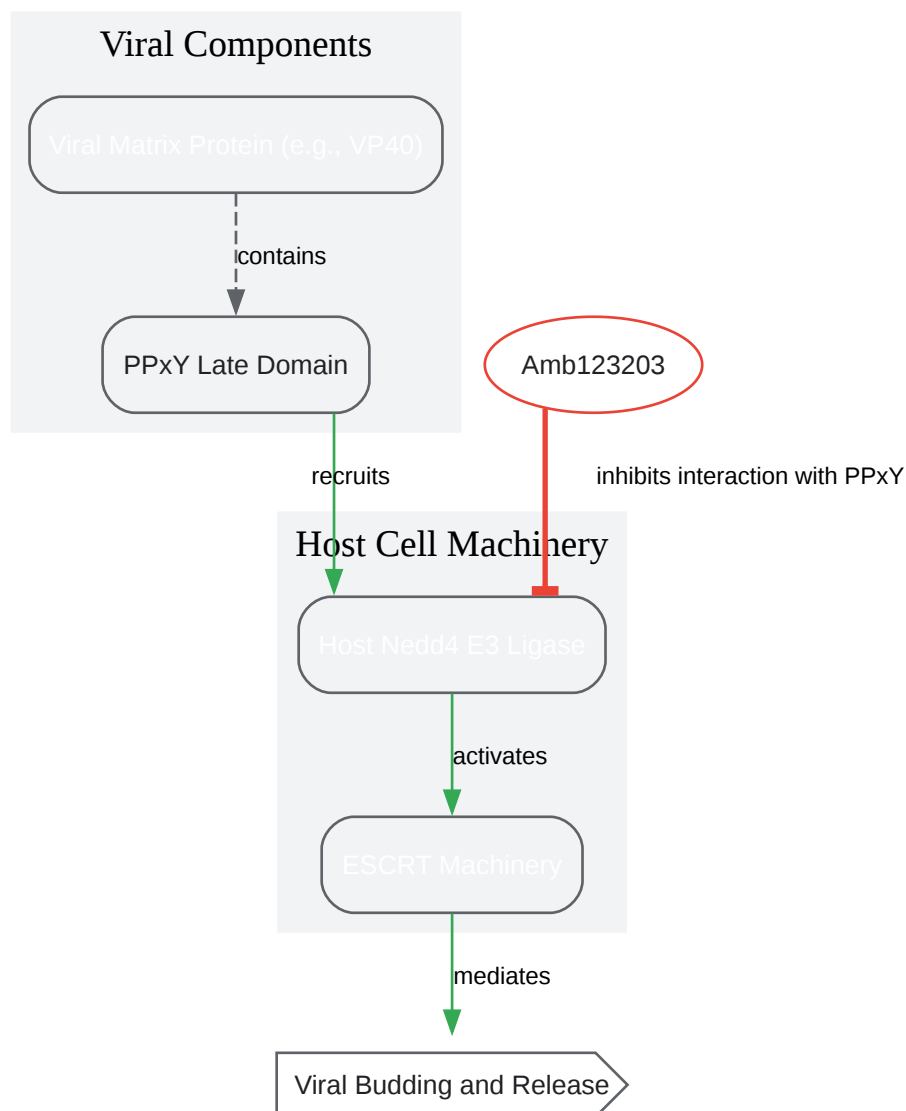 Viral Components
Viral Matrix Protein (e.g., VP40)
contains
PPxY Late Domain
Amb123203
recruits
inhibits interaction with PPxY
Host Cell Machinery
Host Nedd4 E3 Ligase
activates
ESCRT Machinery
mediates
Viral Budding and Release